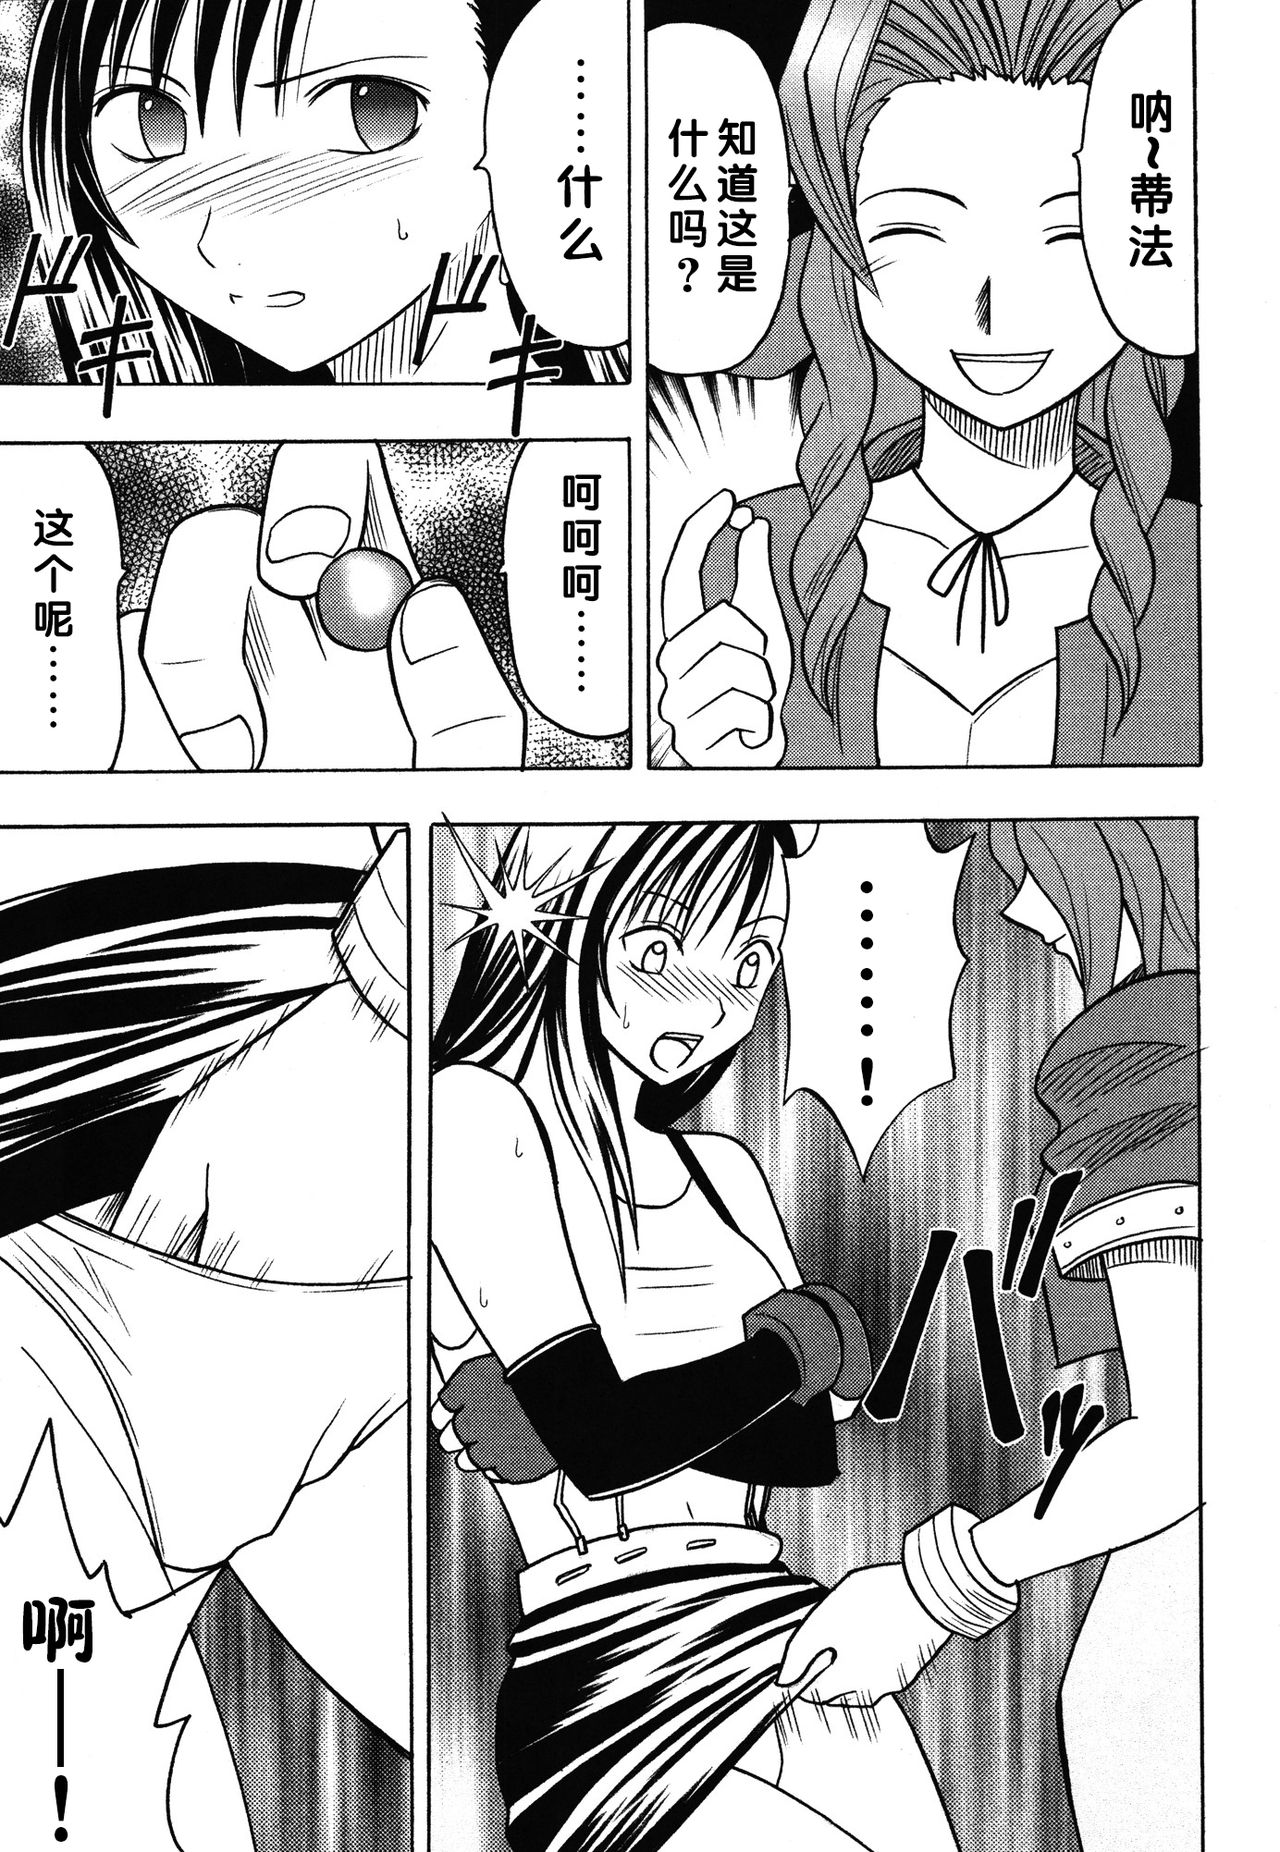 呐~蒂法
知道这是
什么吗？
……什么
ドキ
ドキ
呵呵呵……
这个呢……
……！
バッ
啊——！